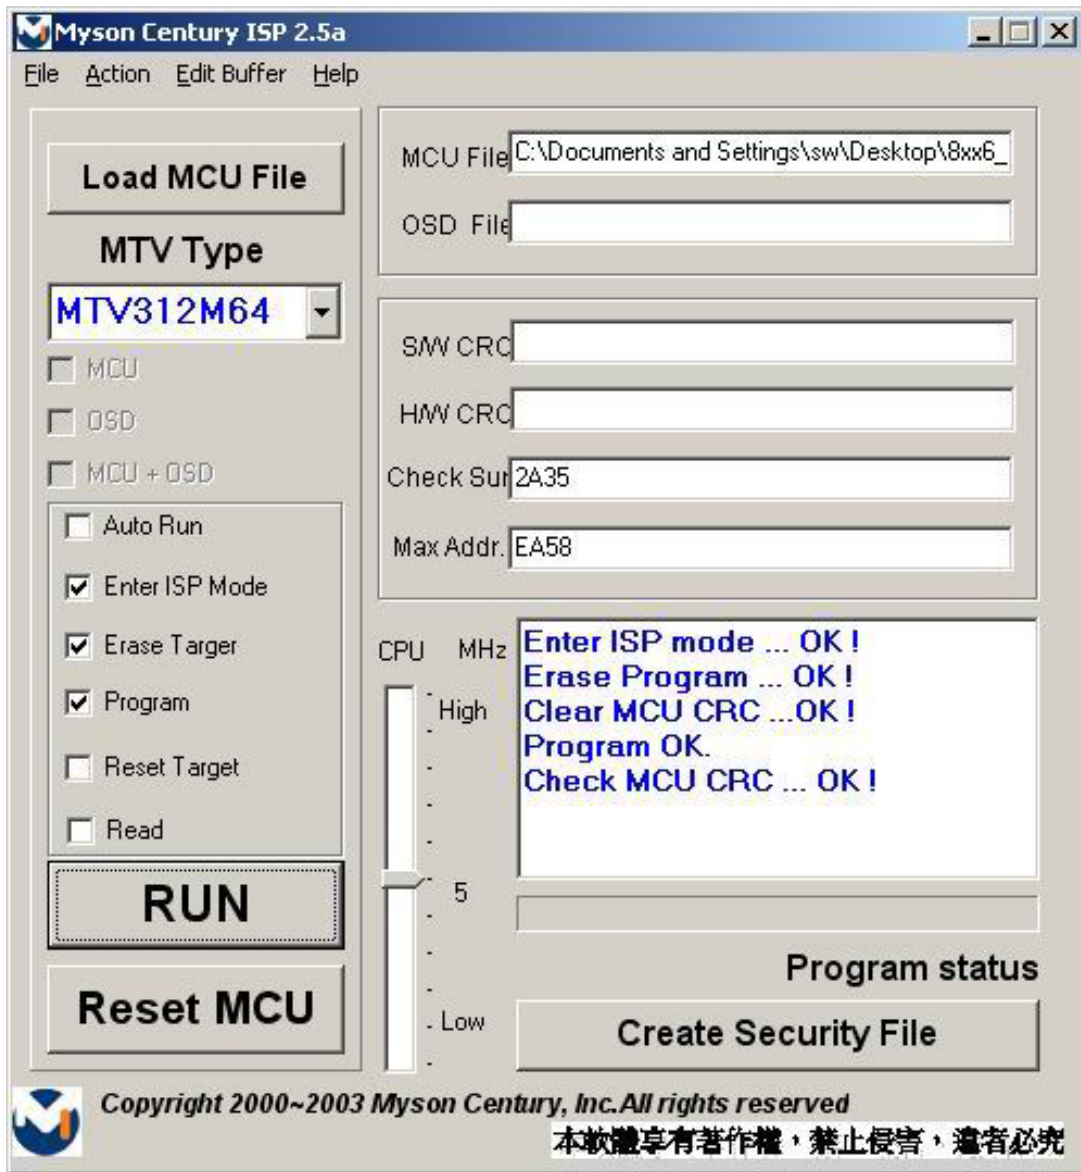 Myson Century ISP 2.5a
File Action Edit Buffer Help
Load MCU File
MTV Type
MTV312M64
MCU
OSD
MCU + OSD
Auto Run
Enter ISP Mode
Erase Targer
Program
Reset Target
Read
RUN
Reset MCU
MCU File C:\Documents and Settings\sw\Desktop\8xx6_
OSD File
S/W CRC
H/W CRC
Check Sur 2A35
Max Addr. EA58
CPU MHz
High
5
Low
Enter ISP mode ... OK !
Erase Program ... OK !
Clear MCU CRC ...OK !
Program OK.
Check MCU CRC ... OK !
Program status
Create Security File
Copyright 2000~2003 Myson Century, Inc.All rights reserved
本軟體享有著作權，禁止侵害，違者必究